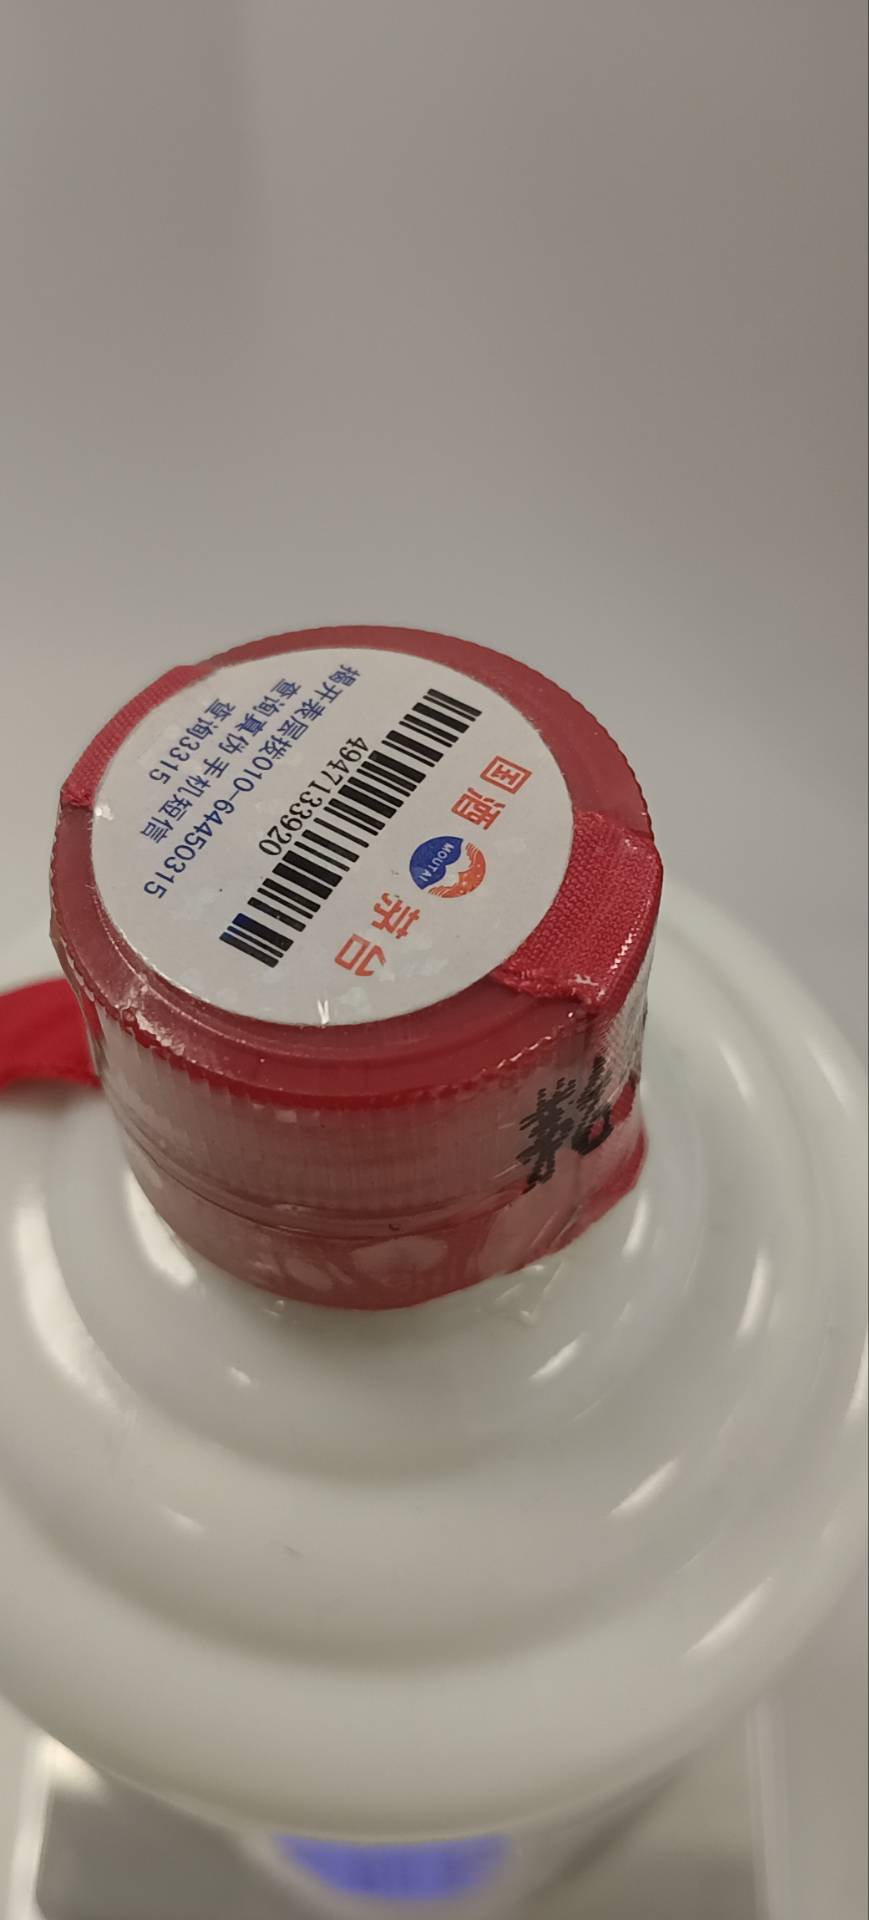 国酒
MOUTAI
茅台
4947133920
揭开表层拨010-64450315
查询真伪 手机短信
查询3315